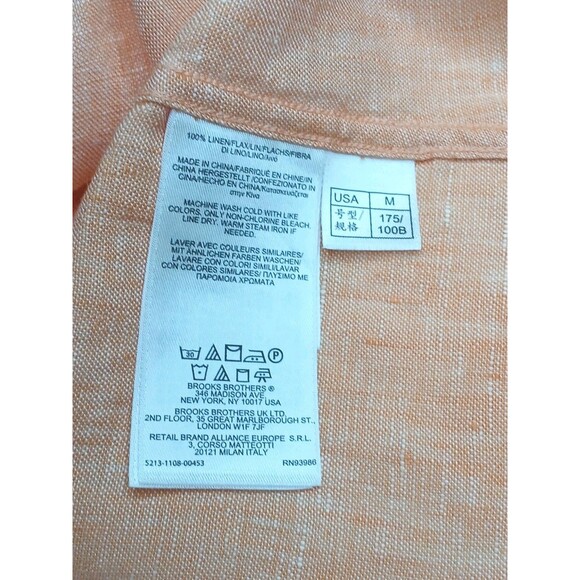 100% LINEN/FLAX/LIN/FLACHS/FIBRA
DI LINO/LINO/λινό
MADE IN CHINA/FABRIQUÉ EN CHINE/IN
CHINA HERGESTELLT /CONFEZIONATO IN
CINA/HECHO EN CHINA/Κατασκευάζεται
στην Κίνα
MACHINE WASH COLD WITH LIKE
COLORS. ONLY NON-CHLORINE BLEACH.
LINE DRY. WARM STEAM IRON IF
NEEDED.
LAVER AVEC COULEURS SIMILAIRES/
MIT ÄHNLICHEN FARBEN WASCHEN/
LAVARE CON COLORI SIMILI/LAVAR
CON COLORES SIMILARES/ ΠΛΥΣΙΜΟ ΜΕ
ΠΑΡΟΜΟΙΑ ΧΡΩΜΑΤΑ
30 P
BROOKS BROTHERS ®
346 MADISON AVE.
NEW YORK, NY 10017 USA
BROOKS BROTHERS UK LTD.
2ND FLOOR, 35 GREAT MARLBOROUGH ST.,
LONDON W1F 7JF
RETAIL BRAND ALLIANCE EUROPE S.R.L.
3, CORSO MATTEOTTI
20121 MILAN ITALY
5213-1108-00453 RN93986
USA M
号型/ 175/
规格 100B